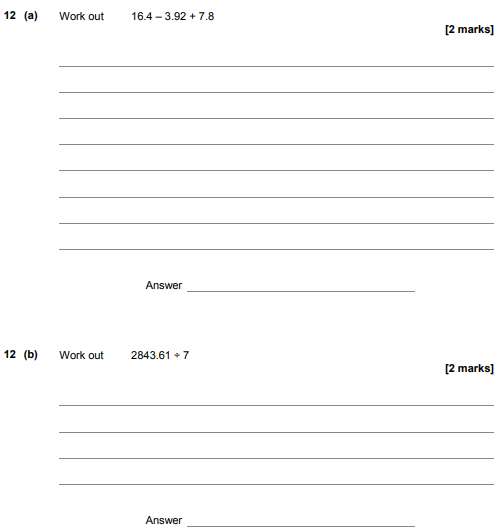 12 (a) Work out 16.4 – 3.92 + 7.8
[2 marks]
Answer
12 (b) Work out 2843.61 ÷ 7
[2 marks]
Answer